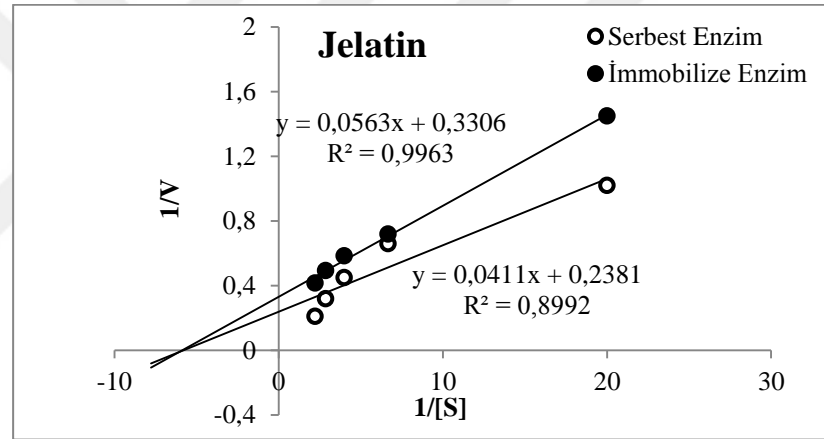 Jelatin
Serbest Enzim
İmmobilize Enzim
y = 0,0563x + 0,3306
R² = 0,9963
y = 0,0411x + 0,2381
R² = 0,8992
1/V
2
1,6
1,2
0,8
0,4
0
-0,4
-10
0
10
20
30
1/[S]